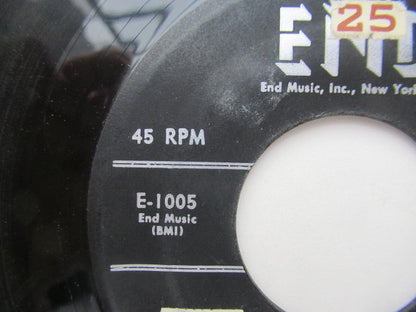 25
END
End Music, Inc., New York
45 RPM
E-1005
End Music
(BMI)